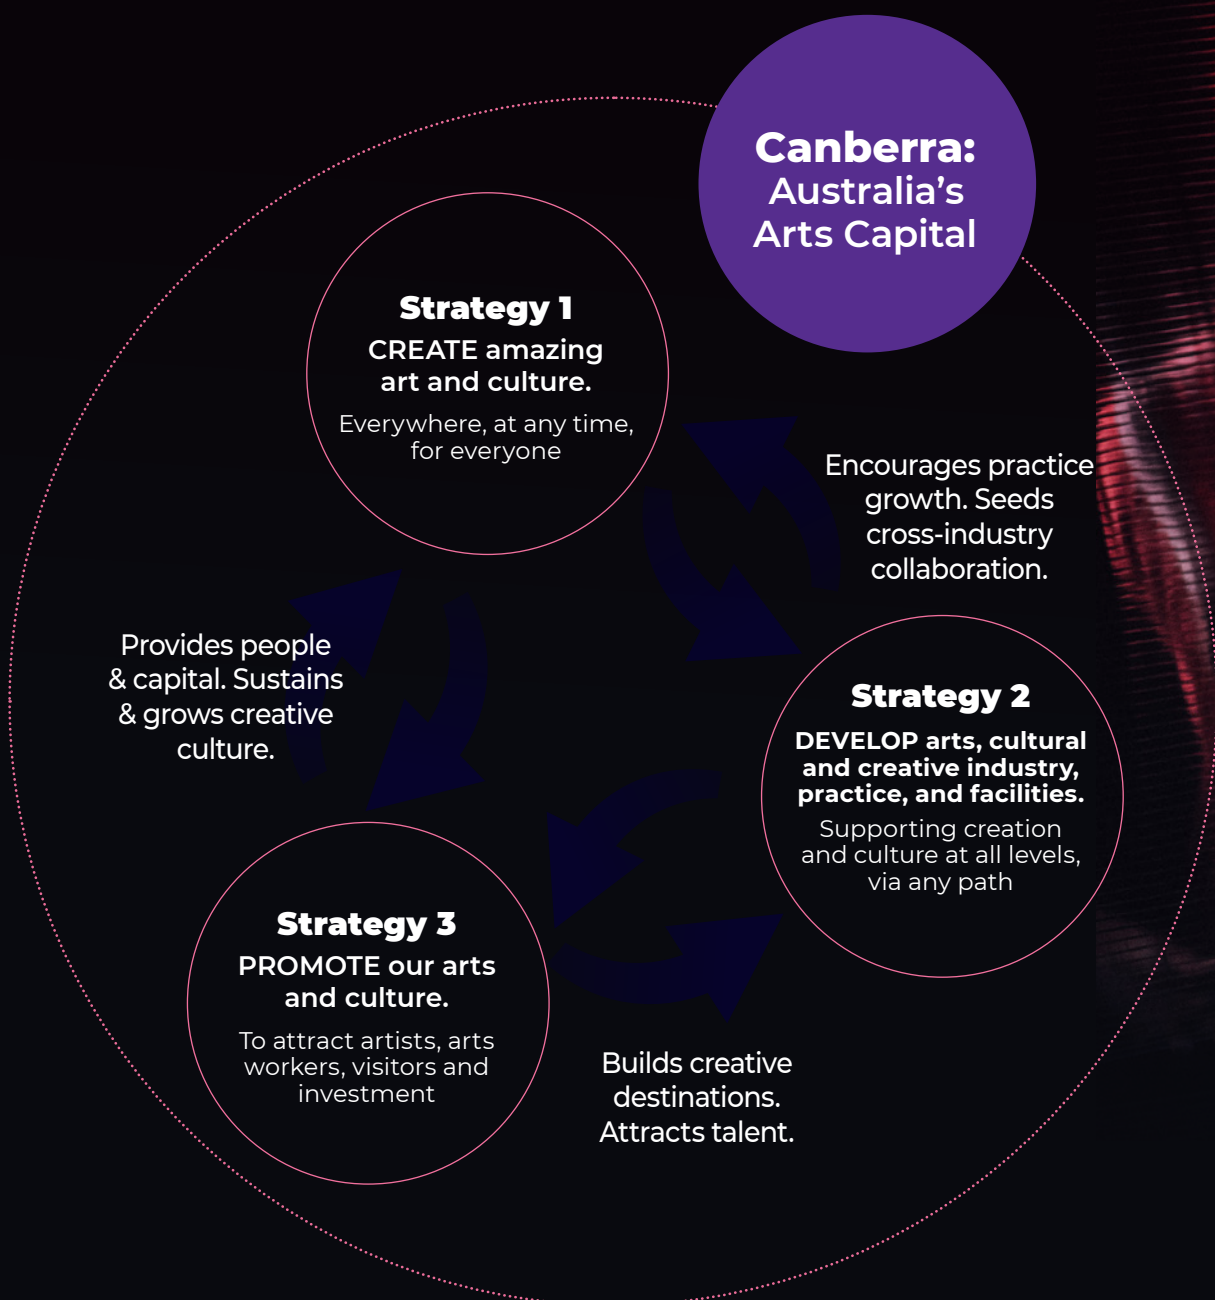 Canberra:
Australia’s
Arts Capital
Strategy 1
CREATE amazing
art and culture.
Everywhere, at any time,
for everyone
Encourages practice
growth. Seeds
cross-industry
collaboration.
Provides people
& capital. Sustains
& grows creative
culture.
Strategy 2
DEVELOP arts, cultural
and creative industry,
practice, and facilities.
Supporting creation
and culture at all levels,
via any path
Strategy 3
PROMOTE our arts
and culture.
To attract artists, arts
workers, visitors and
investment
Builds creative
destinations.
Attracts talent.